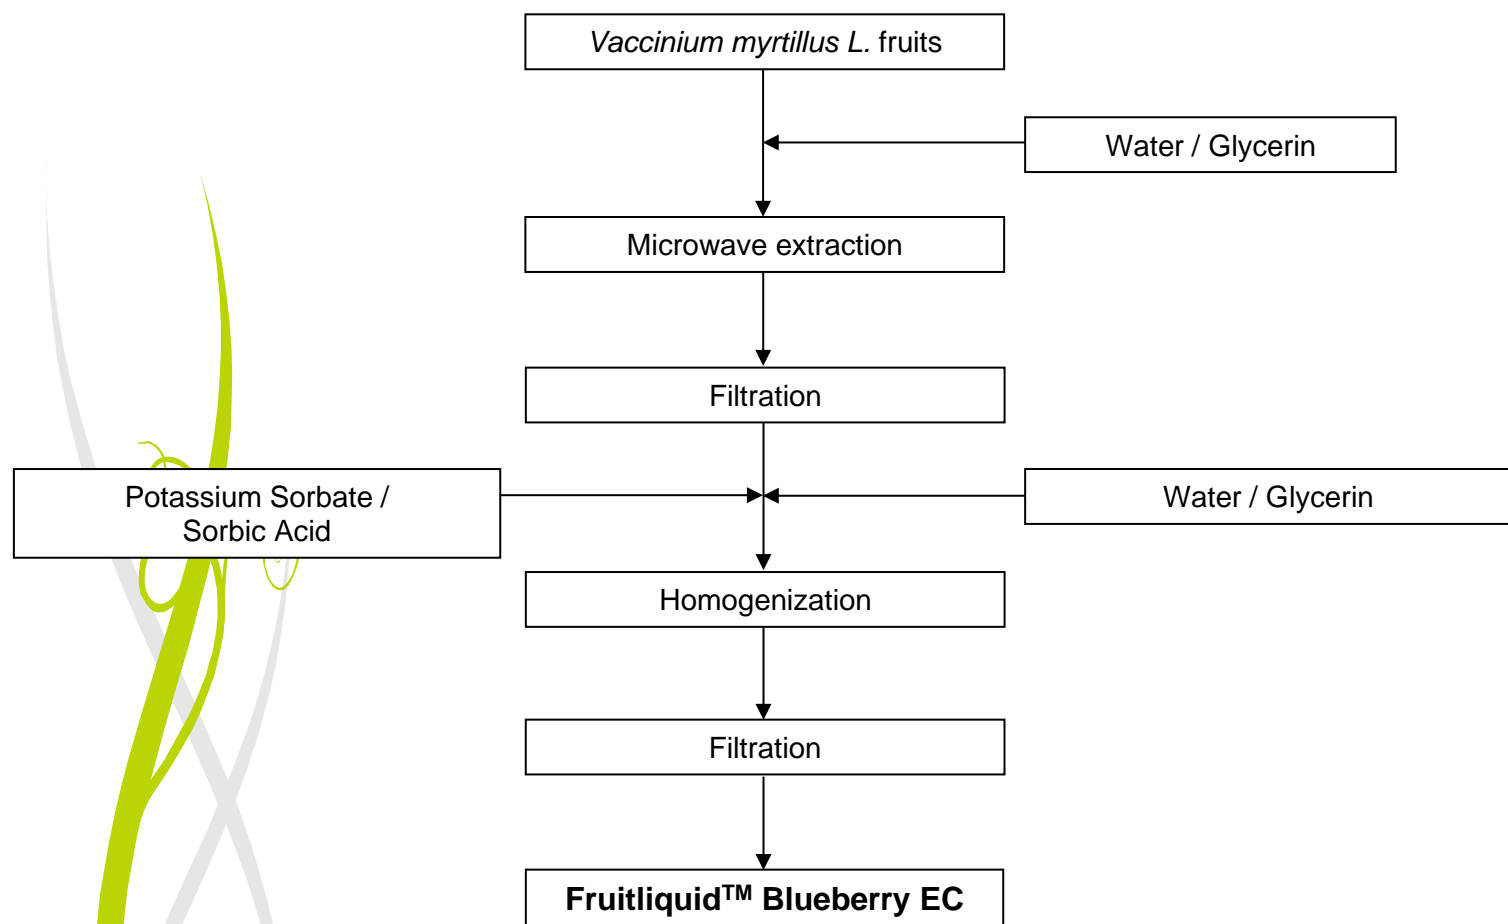 Vaccinium myrtillus L. fruits
Water / Glycerin
Microwave extraction
Filtration
Potassium Sorbate /
Sorbic Acid
Water / Glycerin
Homogenization
Filtration
Fruitliquid™ Blueberry EC